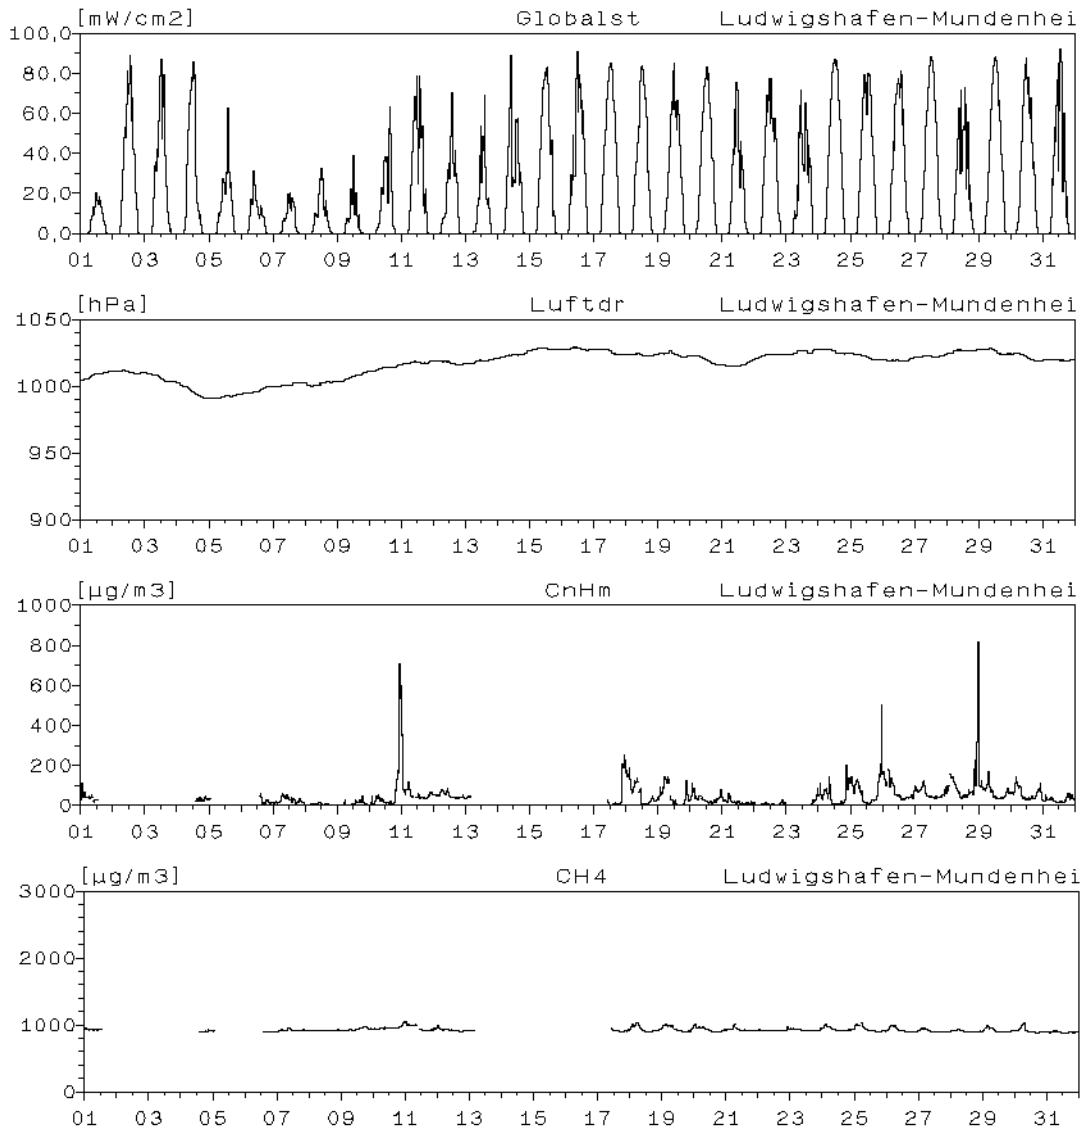 [mW/cm2] Globalst Ludwigshafen-Mundenhei
100,0
80,0
60,0
40,0
20,0
0,0
01 03 05 07 09 11 13 15 17 19 21 23 25 27 29 31
[hPa] Luftdr Ludwigshafen-Mundenhei
1050
1000
950
900
01 03 05 07 09 11 13 15 17 19 21 23 25 27 29 31
[µg/m3] CnHm Ludwigshafen-Mundenhei
1000
800
600
400
200
0
01 03 05 07 09 11 13 15 17 19 21 23 25 27 29 31
[µg/m3] CH4 Ludwigshafen-Mundenhei
3000
2000
1000
0
01 03 05 07 09 11 13 15 17 19 21 23 25 27 29 31